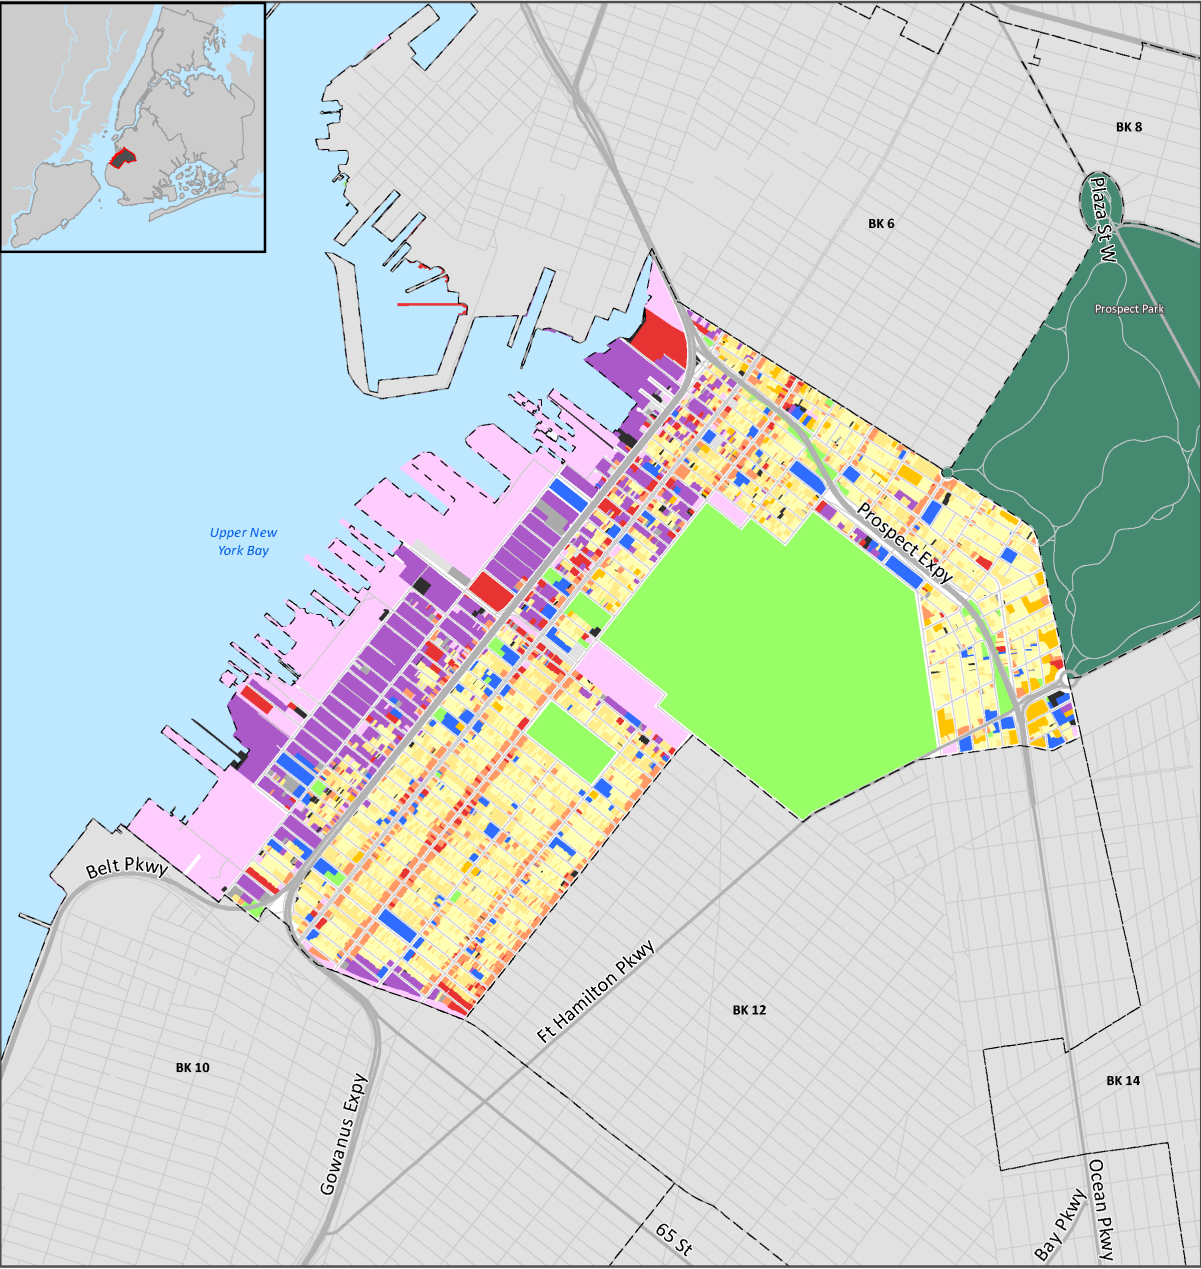 BK 8
Plaza St W
BK 6
Prospect Park
Prospect Expy
Upper New
York Bay
Belt Pkwy
Ft Hamilton Pkwy
BK 12
BK 10
BK 14
Gowanus Expy
65 St
Bay Pkwy
Ocean Pkwy